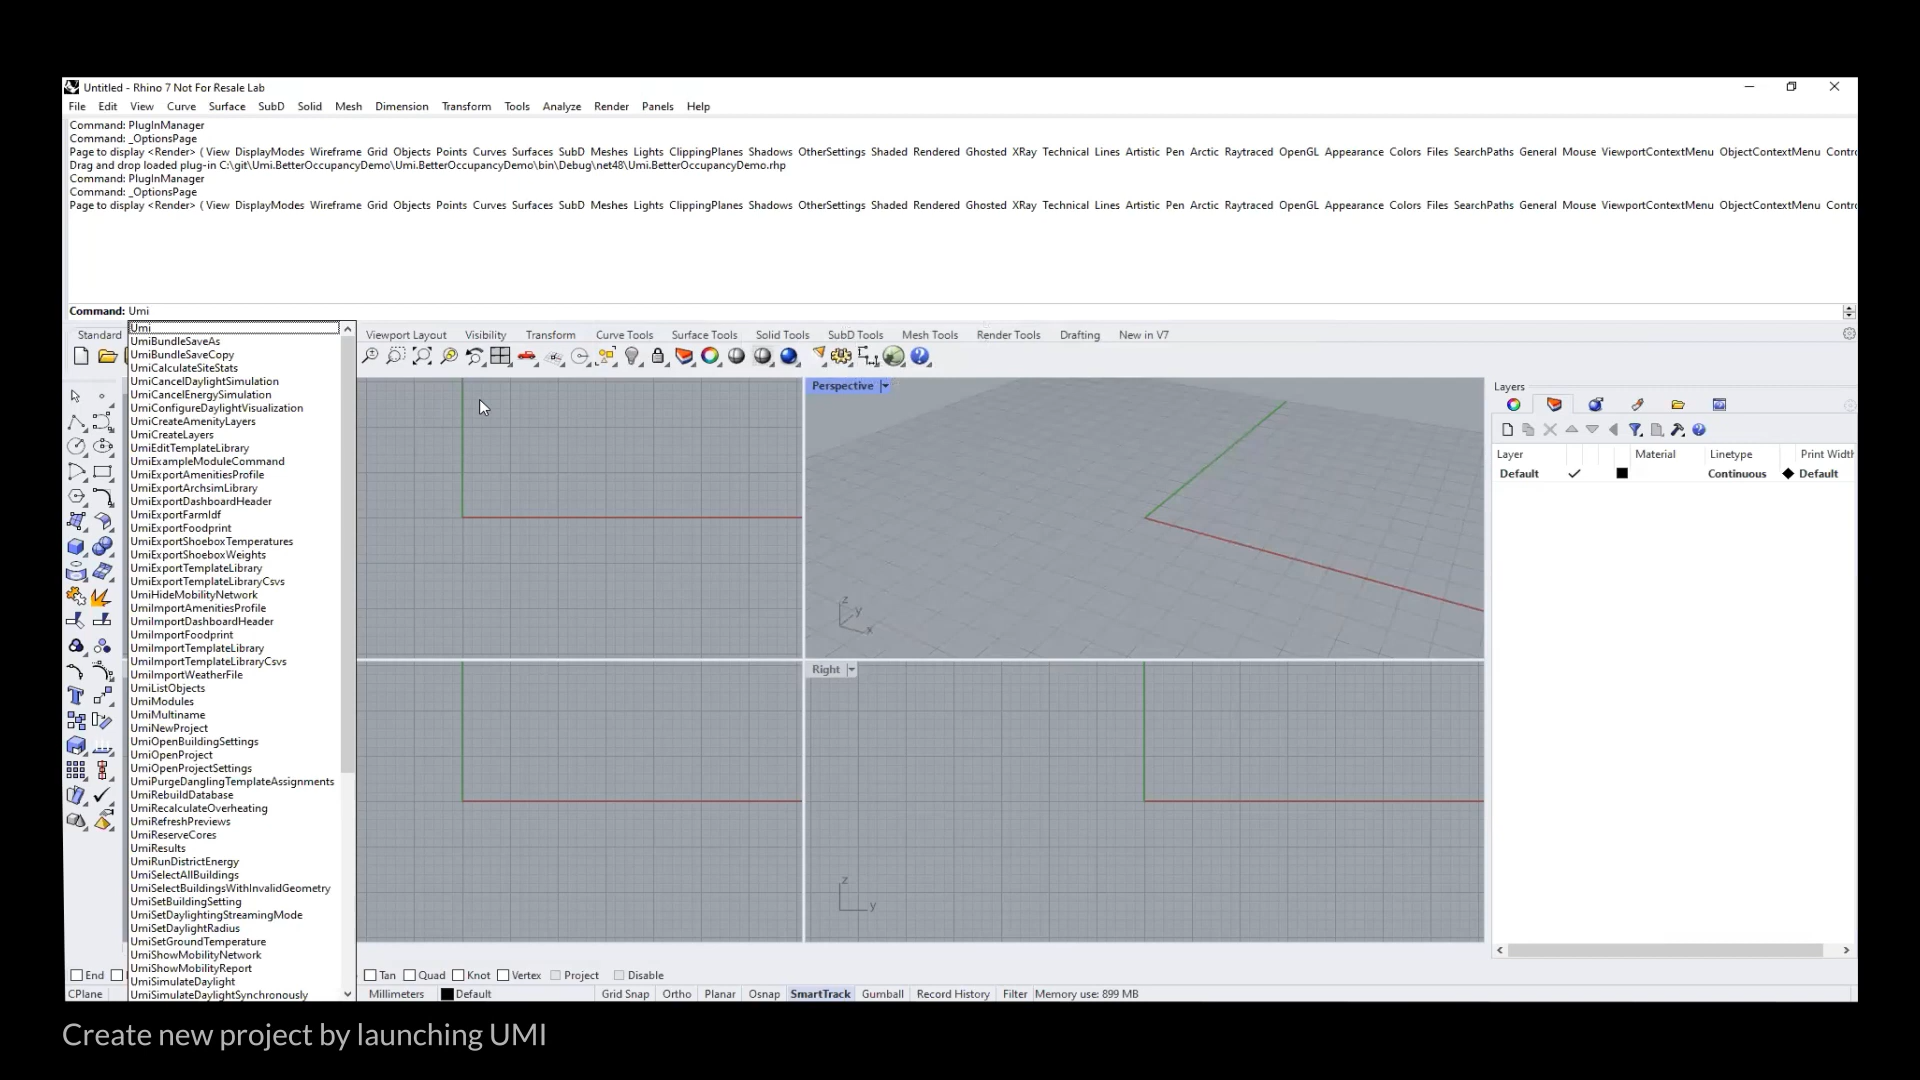 Untitled - Rhino 7 Not For Resale Lab
File Edit View Curve Surface SubD Solid Mesh Dimension Transform Tools Analyze Render Panels Help
Command: PlugInManager
Command: _OptionsPage
Page to display <Render> ( View DisplayModes Wireframe Grid Objects Points Curves Surfaces SubD Meshes Lights ClippingPlanes Shadows OtherSettings Shaded Rendered Ghosted XRay Technical Lines Artistic Pen Arctic Raytraced OpenGL Appearance Colors Files SearchPaths General Mouse ViewportContextMenu ObjectContextMenu Contro
Drag and drop loaded plug-in C:\git\Umi.BetterOccupancyDemo\Umi.BetterOccupancyDemo\bin\Debug\net48\Umi.BetterOccupancyDemo.rhp
Command: PlugInManager
Command: _OptionsPage
Page to display <Render> ( View DisplayModes Wireframe Grid Objects Points Curves Surfaces SubD Meshes Lights ClippingPlanes Shadows OtherSettings Shaded Rendered Ghosted XRay Technical Lines Artistic Pen Arctic Raytraced OpenGL Appearance Colors Files SearchPaths General Mouse ViewportContextMenu ObjectContextMenu Contro
Command: Umi
Standard Viewport Layout Visibility Transform Curve Tools Surface Tools Solid Tools SubD Tools Mesh Tools Render Tools Drafting New in V7
Umi
UmiBundleSaveAs
UmiBundleSaveCopy
UmiCalculateSiteStats
UmiCancelDaylightSimulation
UmiCancelEnergySimulation
UmiConfigureDaylightVisualization
UmiCreateAmenityLayers
UmiCreateLayers
UmiEditTemplateLibrary
UmiExampleModuleCommand
UmiExportAmenitiesProfile
UmiExportArchsimLibrary
UmiExportDashboardHeader
UmiExportFarmIdf
UmiExportFoodprint
UmiExportShoeboxTemperatures
UmiExportShoeboxWeights
UmiExportTemplateLibrary
UmiExportTemplateLibraryCsvs
UmiHideMobilityNetwork
UmiImportAmenitiesProfile
UmiImportDashboardHeader
UmiImportFoodprint
UmiImportTemplateLibrary
UmiImportTemplateLibraryCsvs
UmiImportWeatherFile
UmiListObjects
UmiModules
UmiMultiname
UmiNewProject
UmiOpenBuildingSettings
UmiOpenProject
UmiOpenProjectSettings
UmiPurgeDanglingTemplateAssignments
UmiRebuildDatabase
UmiRecalculateOverheating
UmiRefreshPreviews
UmiReserveCores
UmiResults
UmiRunDistrictEnergy
UmiSelectAllBuildings
UmiSelectBuildingsWithInvalidGeometry
UmiSetBuildingSetting
UmiSetDaylightingStreamingMode
UmiSetDaylightRadius
UmiSetGroundTemperature
UmiShowMobilityNetwork
UmiShowMobilityReport
UmiSimulateDaylight
UmiSimulateDaylightSynchronously
Perspective
z
y
x
Right
z
y
Layers
Layer Material Linetype Print Width
Default Continuous Default
End Tan Quad Knot Vertex Project Disable
CPlane Millimeters Default Grid Snap Ortho Planar Osnap SmartTrack Gumball Record History Filter Memory use: 899 MB
Create new project by launching UMI